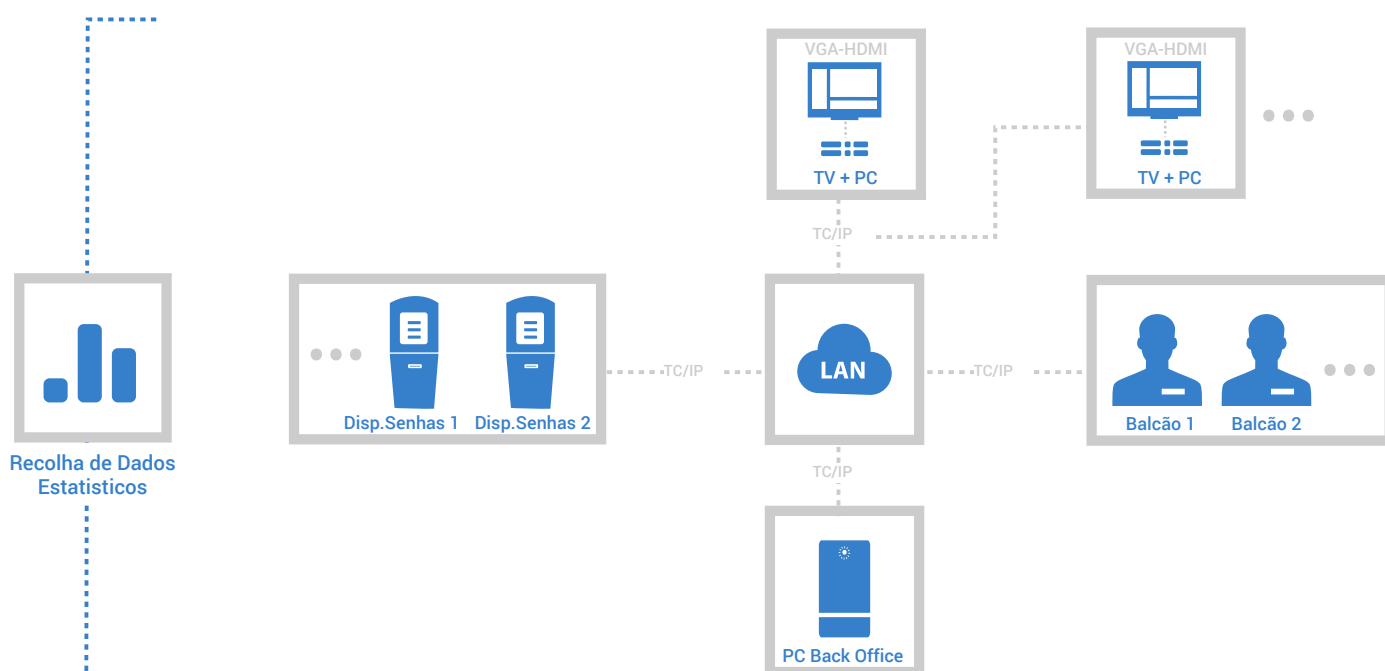 VGA-HDMI
VGA-HDMI
TV + PC
TV + PC
TC/IP
LAN
TC/IP
TC/IP
Disp.Senhas 1
Disp.Senhas 2
Balcão 1
Balcão 2
Recolha de Dados
Estatisticos
TC/IP
PC Back Office